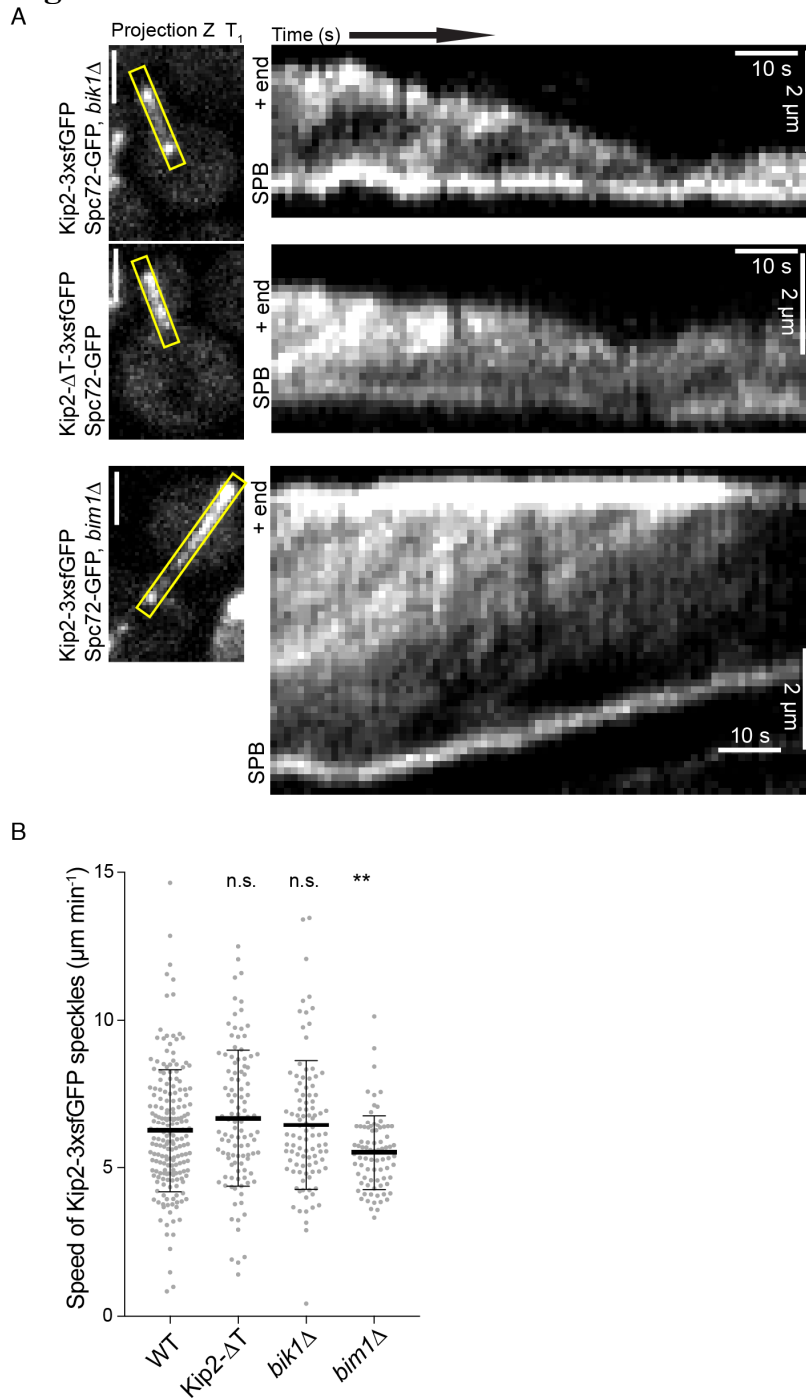 A
Projection Z T1
Time (s)
Kip2-3xsfGFP
Spc72-GFP, bik1Δ
+ end
SPB
10 s
2 μm
Kip2-ΔT-3xsfGFP
Spc72-GFP
+ end
SPB
10 s
2 μm
Kip2-3xsfGFP
Spc72-GFP, bim1Δ
+ end
SPB
10 s
2 μm
B
Speed of Kip2-3xsfGFP speckles (μm min-1)
15
10
5
0
n.s.
n.s.
**
WT
Kip2-ΔT
bik1Δ
bim1Δ